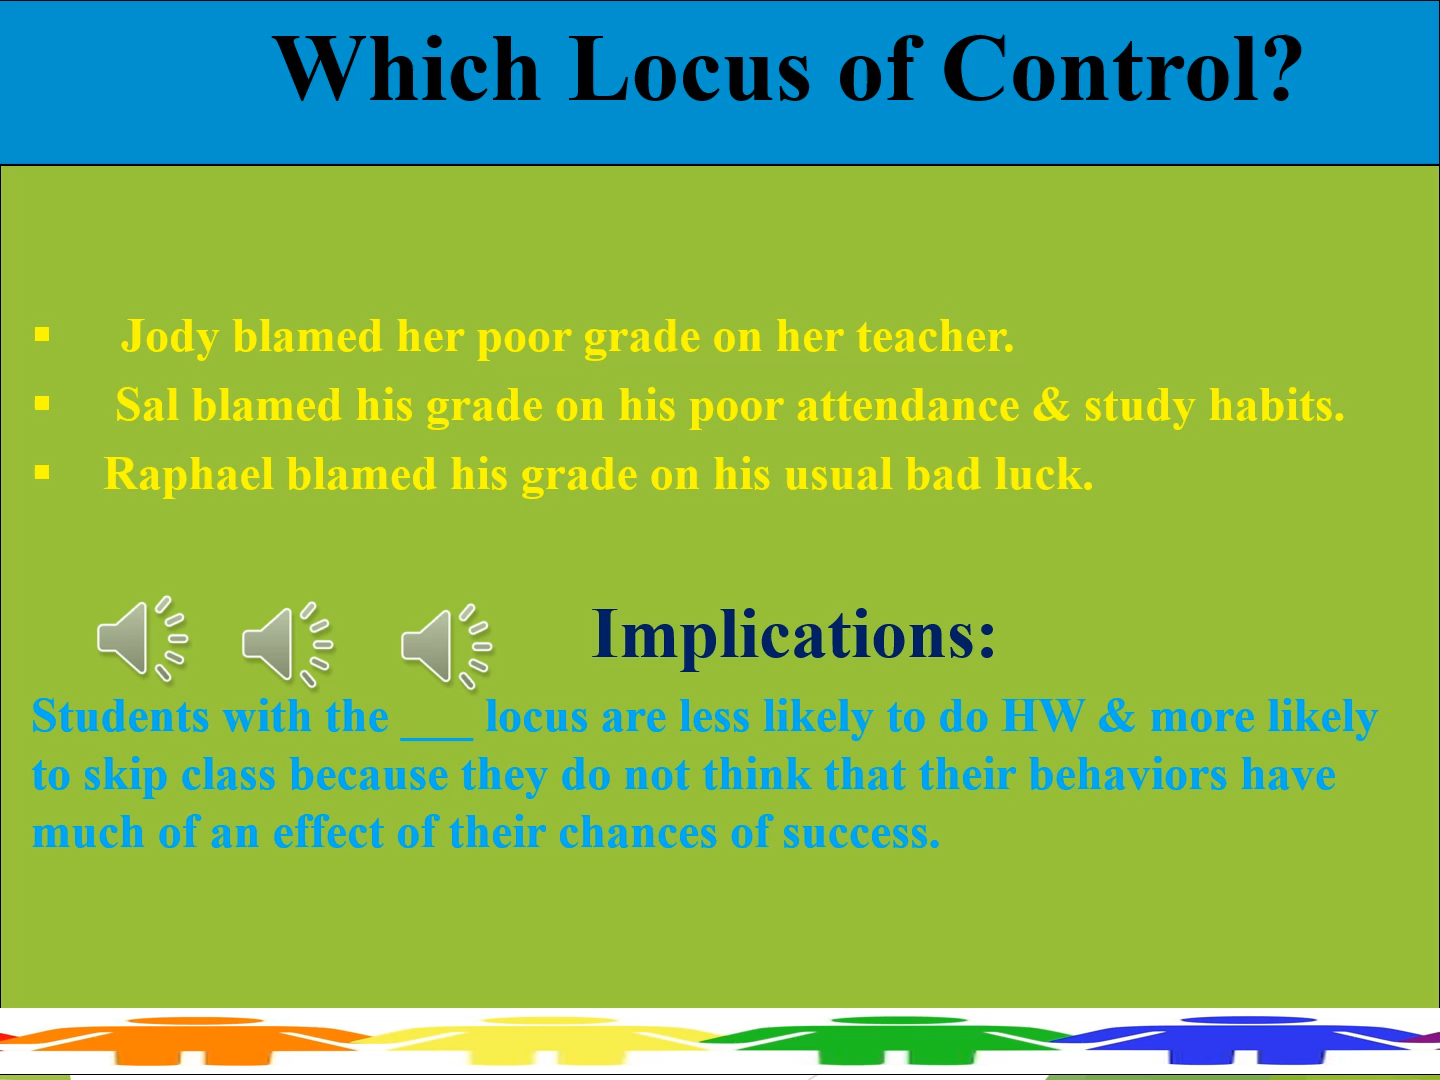 Which Locus of Control?
▪ Jody blamed her poor grade on her teacher.
▪ Sal blamed his grade on his poor attendance & study habits.
▪ Raphael blamed his grade on his usual bad luck.
Implications:
Students with the ___ locus are less likely to do HW & more likely
to skip class because they do not think that their behaviors have
much of an effect of their chances of success.